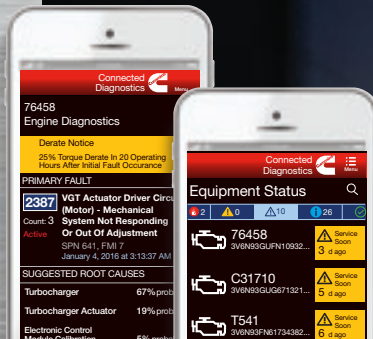 Connected
Diagnostics
Menu
76458
Engine Diagnostics
Derate Notice
25% Torque Derate In 20 Operating
Hours After Initial Fault Occurance
PRIMARY FAULT
2387
Count: 3
Active
VGT Actuator Driver Circu
(Motor) - Mechanical
System Not Responding
Or Out Of Adjustment
SPN 641, FMI 7
January 4, 2016 at 3:13:37 AM
SUGGESTED ROOT CAUSES
Turbocharger 67% prob
Turbocharger Actuator 19% prob
Electronic Control
Module Calibration 5% prob
Connected
Diagnostics
Menu
Equipment Status
2 0 10 26
76458
3V6N93GUFN10932...
Service
Soon
3 d ago
C31710
3V6N93GUG671321...
Service
Soon
5 d ago
T541
3V6N93FN61734382...
Service
Soon
6 d ago